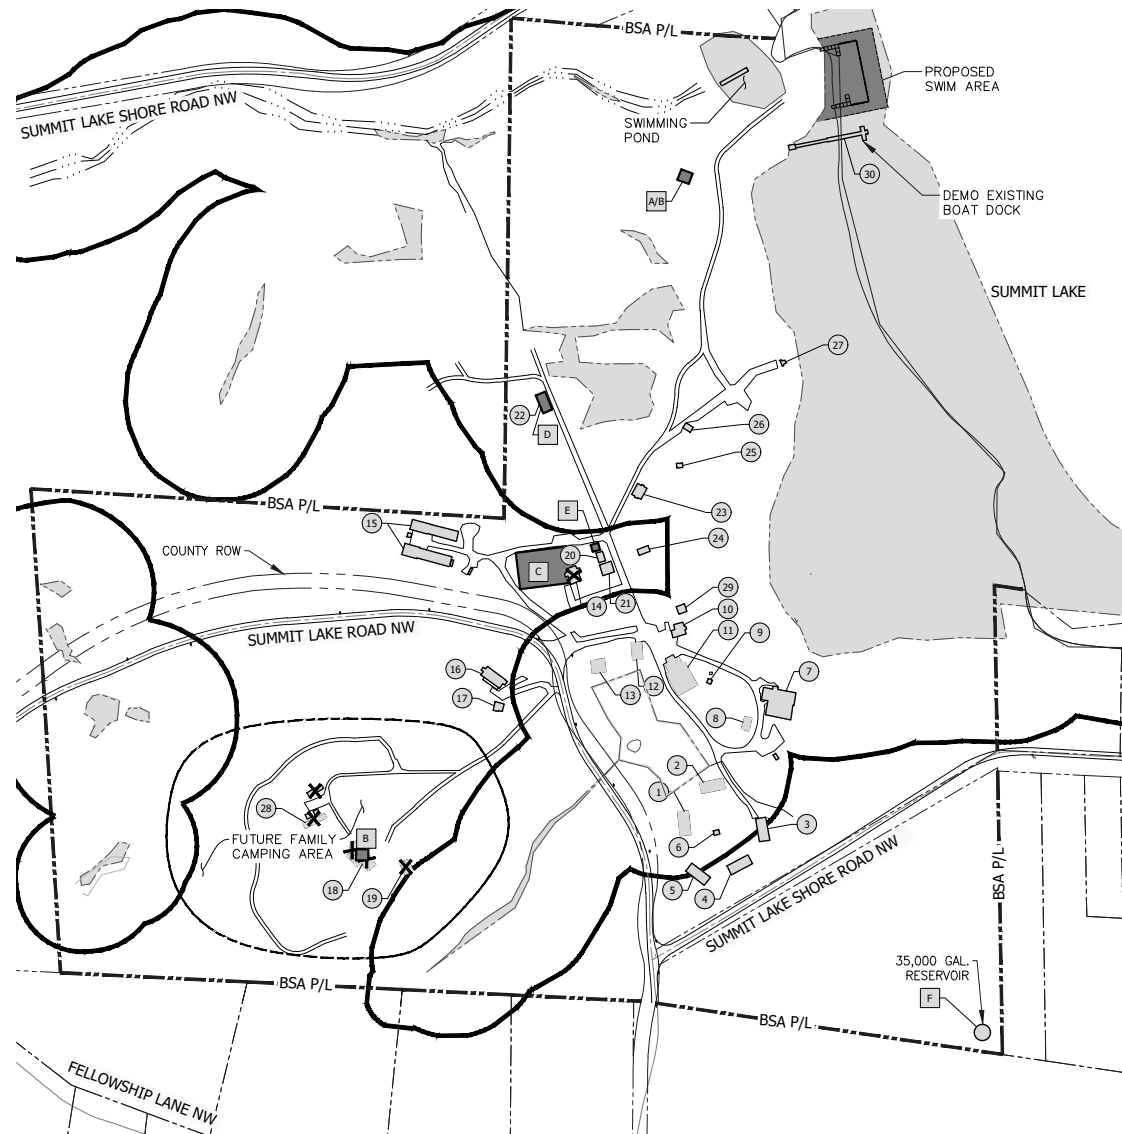 BSA P/L
PROPOSED
SWIM AREA
SUMMIT LAKE SHORE ROAD NW
SWIMMING
POND
30
DEMO EXISTING
BOAT DOCK
A/B
SUMMIT LAKE
27
22
D
26
25
BSA P/L
E
23
15
24
COUNTY ROW
20
C
14
21
29
10
SUMMIT LAKE ROAD NW
11
9
16
13
12
7
17
8
2
1
28
3
FUTURE FAMILY
CAMPING AREA
B
6
18
19
5
4
SUMMIT LAKE SHORE ROAD NW
BSA P/L
35,000 GAL.
RESERVOIR
BSA P/L
F
BSA P/L
FELLOWSHIP LANE NW